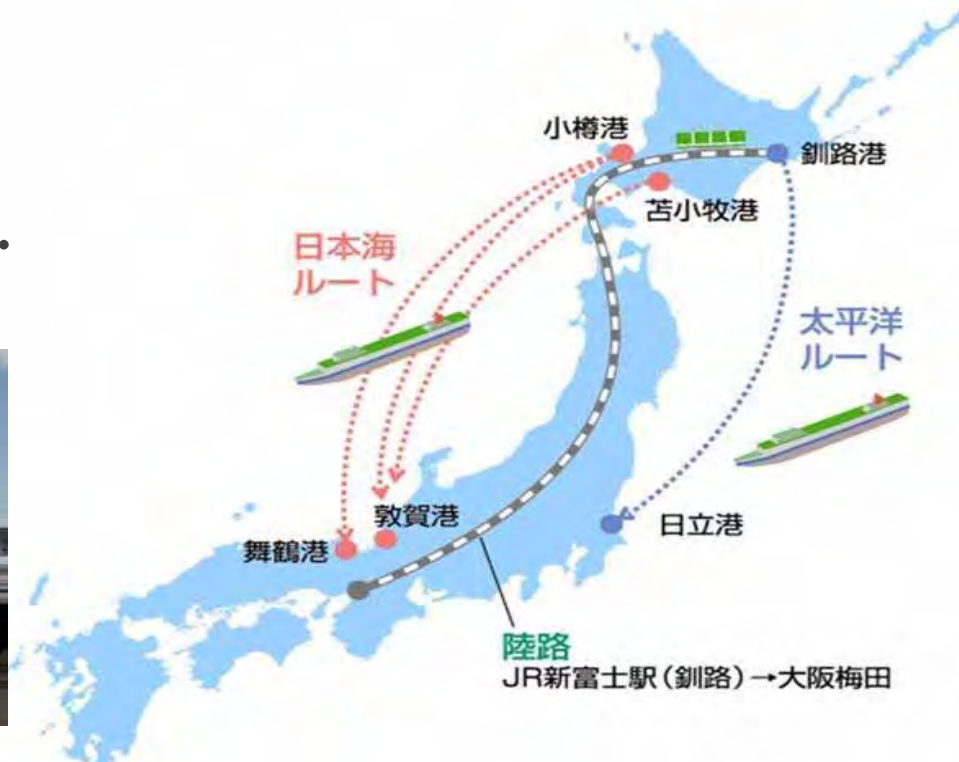 小樽港
釧路港
苫小牧港
日本海
ルート
太平洋
ルート
敦賀港
舞鶴港
日立港
陸路
JR新富士駅（釧路）→大阪梅田